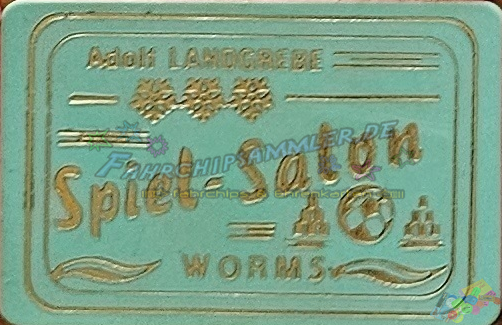 Adolf LANDGREBE
FAHRCHIPSAMMLER.DE
Spiel-Salon
WORMS